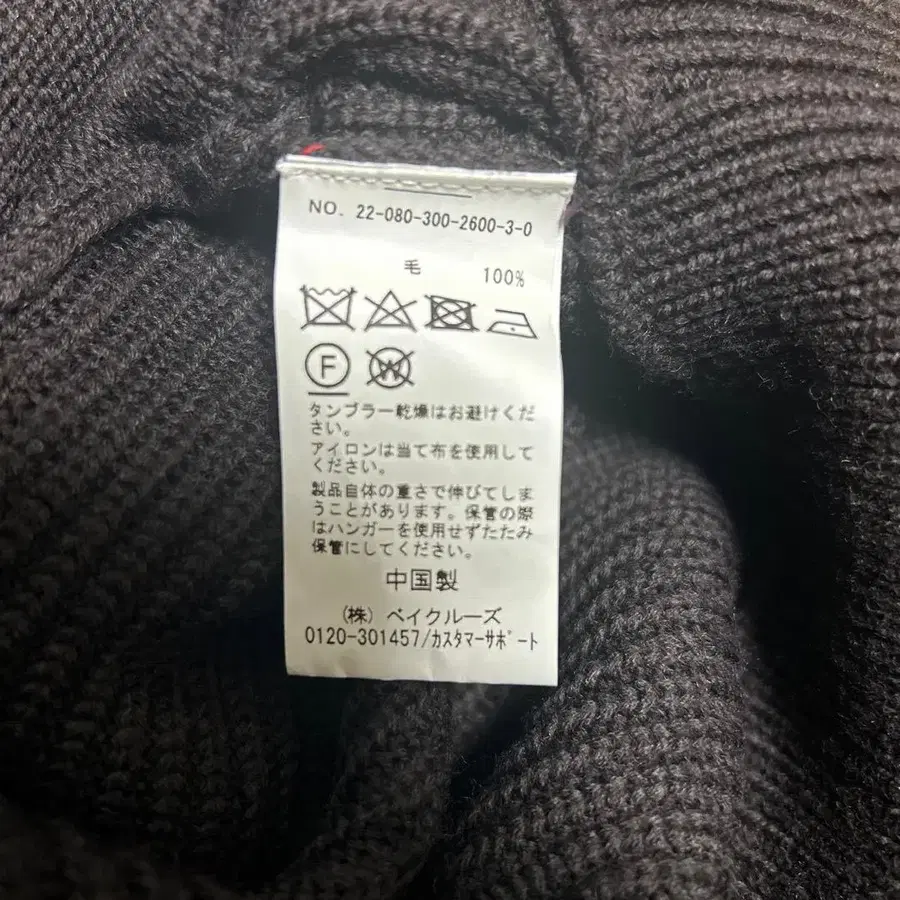 NO. 22-080-300-2600-3-0
毛 100%
F W
タンブラー乾燥はお避けくだ
さい。
アイロンは当て布を使用して
ください。
製品自体の重さで伸びてしま
うことがあります。保管の際
はハンガーを使用せずたたみ
保管にしてください。
中国製
(株) ベイクルーズ
0120-301457/カスタマーサポート